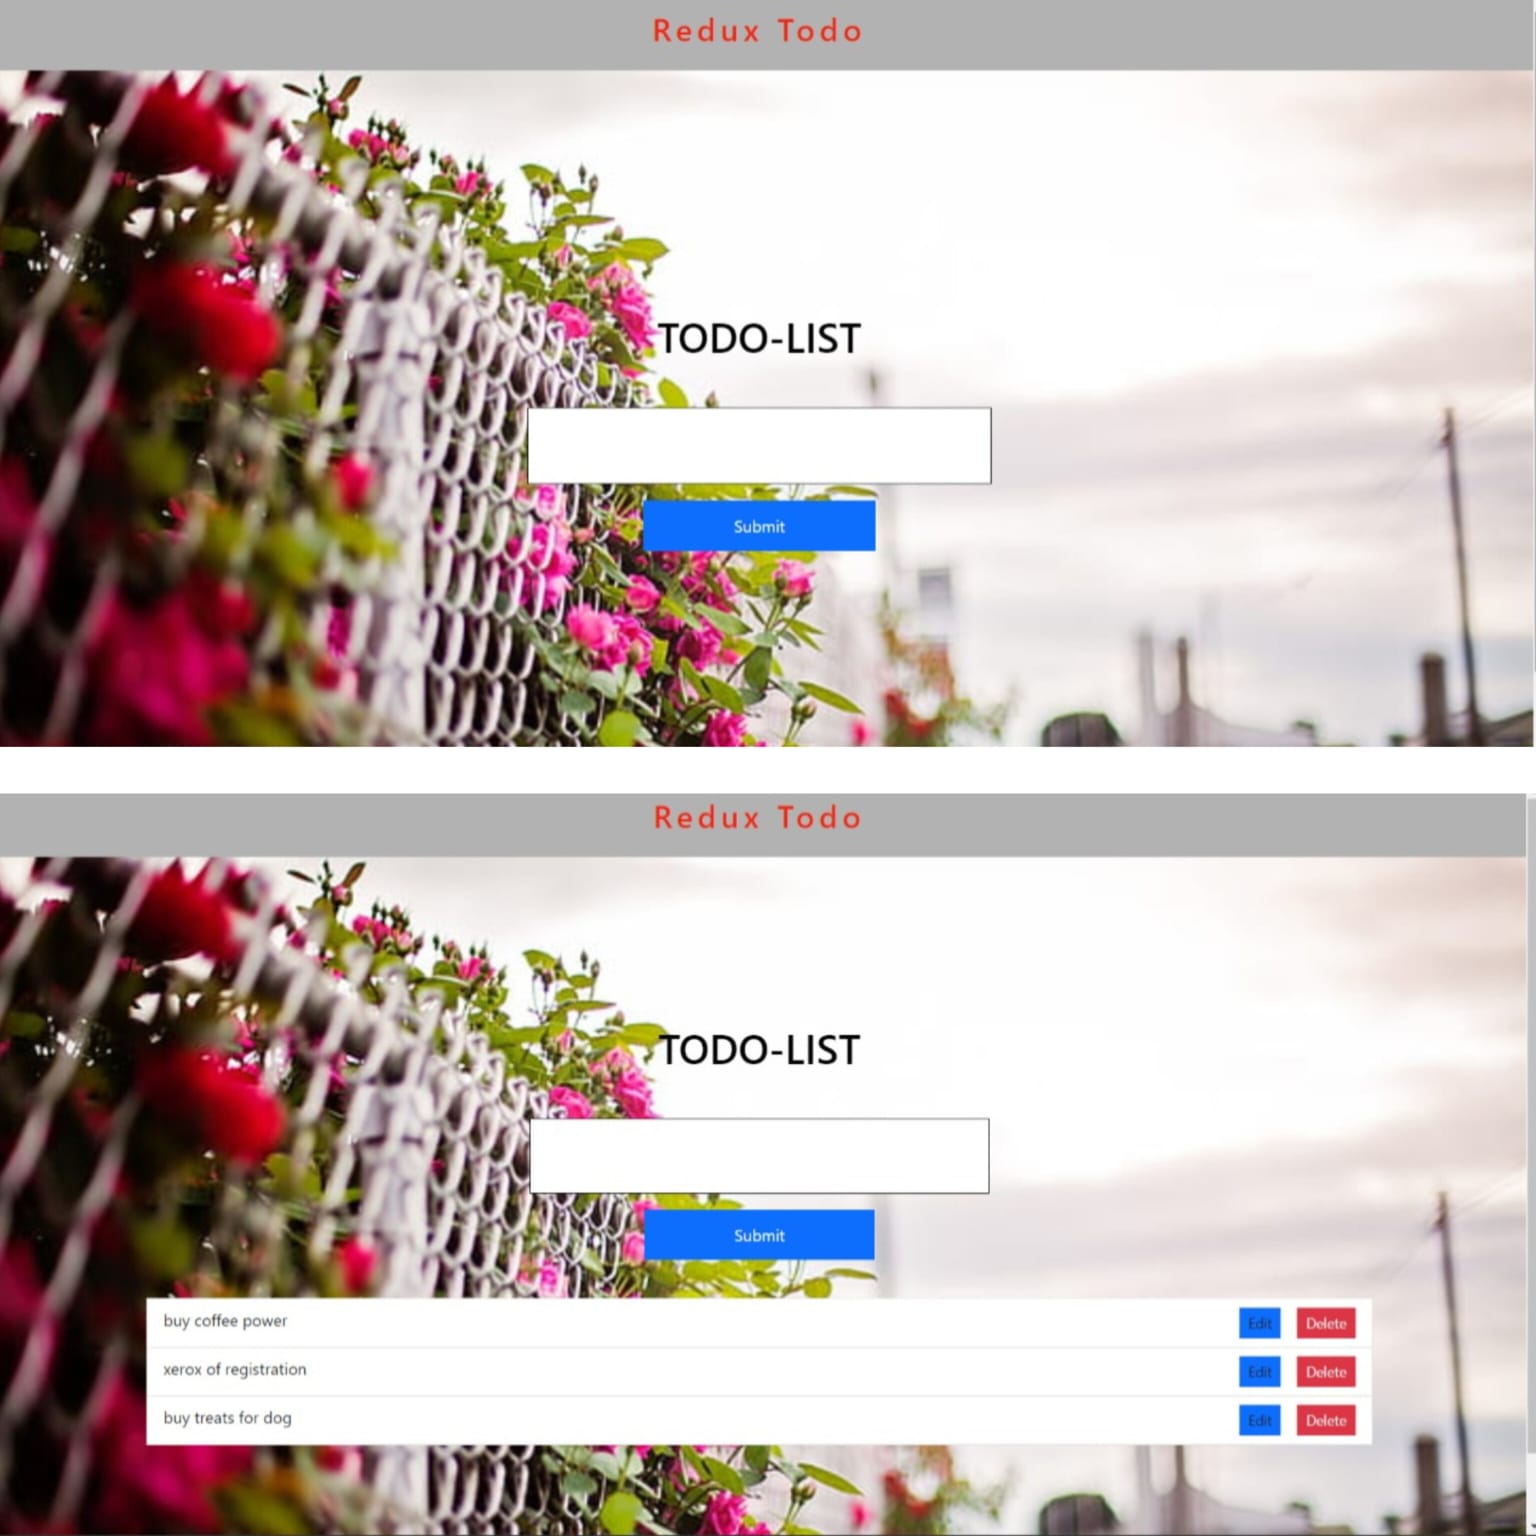 Redux Todo
TODO-LIST
Submit
Redux Todo
TODO-LIST
Submit
buy coffee power Edit Delete
xerox of registration Edit Delete
buy treats for dog Edit Delete